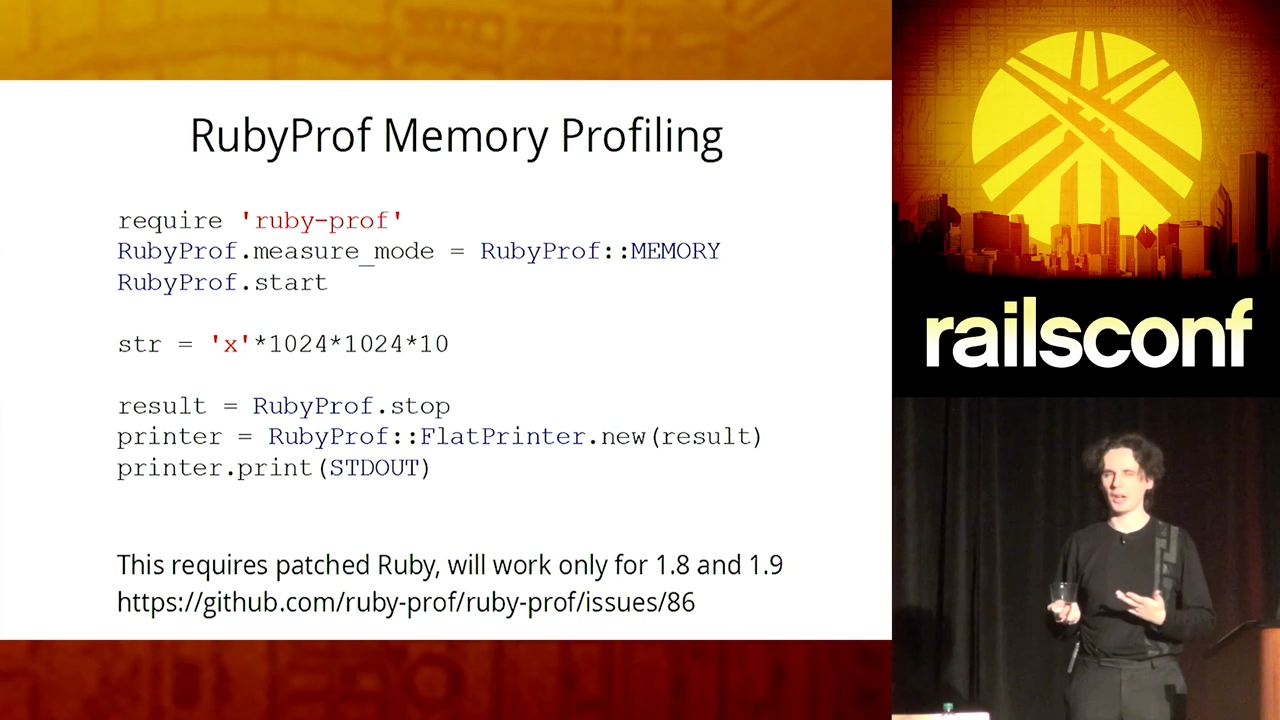 RubyProf Memory Profiling
require 'ruby-prof'
RubyProf.measure_mode = RubyProf::MEMORY
RubyProf.start
str = 'x'*1024*1024*10
result = RubyProf.stop
printer = RubyProf::FlatPrinter.new(result)
printer.print(STDOUT)
This requires patched Ruby, will work only for 1.8 and 1.9
https://github.com/ruby-prof/ruby-prof/issues/86
railsconf